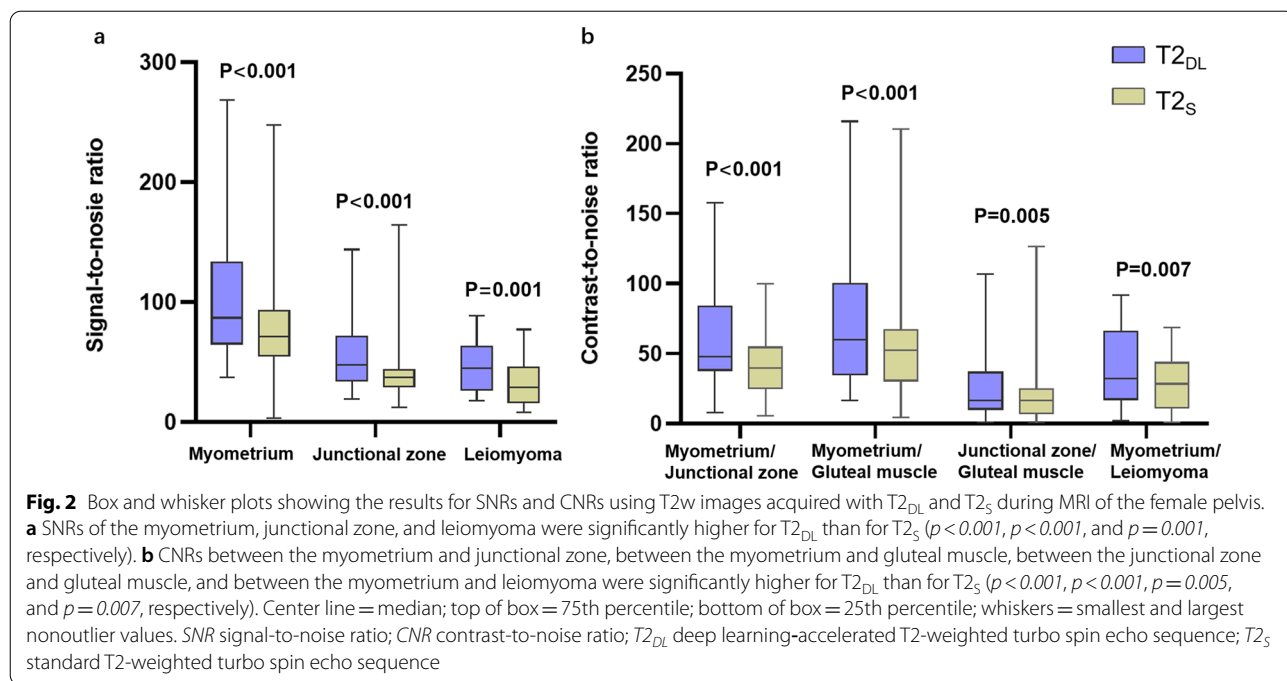 a
300
200
100
0
Signal-to-nosie ratio
P<0.001
P<0.001
P=0.001
Myometrium
Junctional zone
Leiomyoma
b
250
200
150
100
50
0
Contrast-to-noise ratio
P<0.001
P<0.001
P=0.005
P=0.007
Myometrium/
Junctional zone
Myometrium/
Gluteal muscle
Junctional zone/
Gluteal muscle
Myometrium/
Leiomyoma
T2DL
T2S
Fig. 2 Box and whisker plots showing the results for SNRs and CNRs using T2w images acquired with T2DL and T2S during MRI of the female pelvis.
a SNRs of the myometrium, junctional zone, and leiomyoma were significantly higher for T2DL than for T2S (p < 0.001, p < 0.001, and p = 0.001,
respectively). b CNRs between the myometrium and junctional zone, between the myometrium and gluteal muscle, between the junctional zone
and gluteal muscle, and between the myometrium and leiomyoma were significantly higher for T2DL than for T2S (p < 0.001, p < 0.001, p = 0.005,
and p = 0.007, respectively). Center line = median; top of box = 75th percentile; bottom of box = 25th percentile; whiskers = smallest and largest
nonoutlier values. SNR signal-to-noise ratio; CNR contrast-to-noise ratio; T2DL deep learning-accelerated T2-weighted turbo spin echo sequence; T2S
standard T2-weighted turbo spin echo sequence